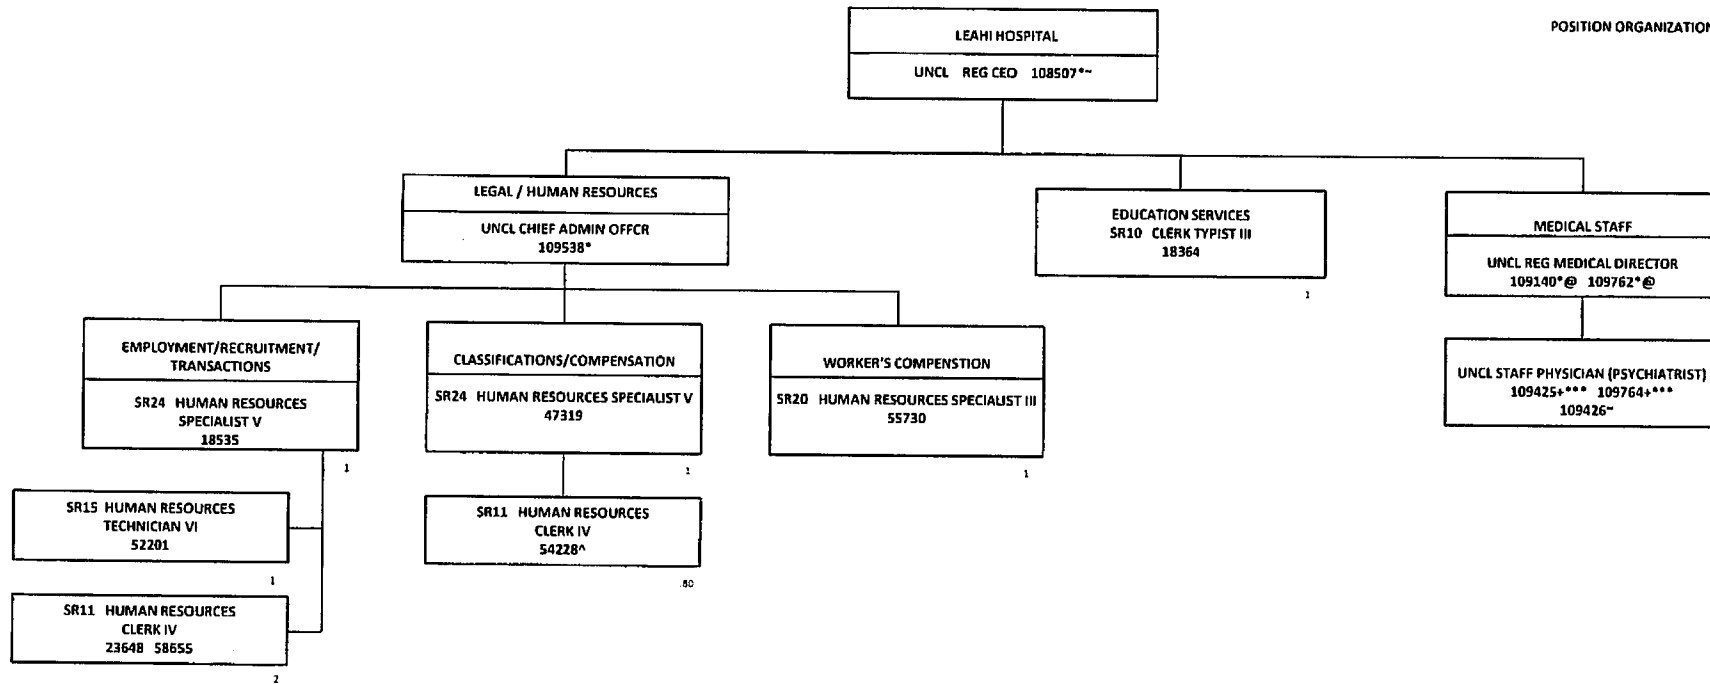 POSITION ORGANIZATION
LEAHI HOSPITAL
UNCL REG CEO 108507*~
LEGAL / HUMAN RESOURCES
UNCL CHIEF ADMIN OFFCR
109538*
EDUCATION SERVICES
SR10 CLERK TYPIST III
18364
1
MEDICAL STAFF
UNCL REG MEDICAL DIRECTOR
109140*@ 109762*@
UNCL STAFF PHYSICIAN (PSYCHIATRIST)
109425+*** 109764+***
109426~
EMPLOYMENT/RECRUITMENT/
TRANSACTIONS
SR24 HUMAN RESOURCES
SPECIALIST V
18535
1
CLASSIFICATIONS/COMPENSATION
SR24 HUMAN RESOURCES SPECIALIST V
47319
1
WORKER'S COMPENSTION
SR20 HUMAN RESOURCES SPECIALIST III
55730
1
SR15 HUMAN RESOURCES
TECHNICIAN VI
52201
1
SR11 HUMAN RESOURCES
CLERK IV
23648 58655
2
SR11 HUMAN RESOURCES
CLERK IV
54228^